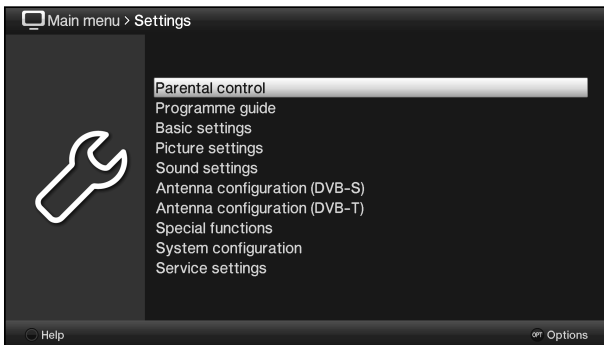 Main menu > Settings
Parental control
Programme guide
Basic settings
Picture settings
Sound settings
Antenna configuration (DVB-S)
Antenna configuration (DVB-T)
Special functions
System configuration
Service settings
Help
OPT Options